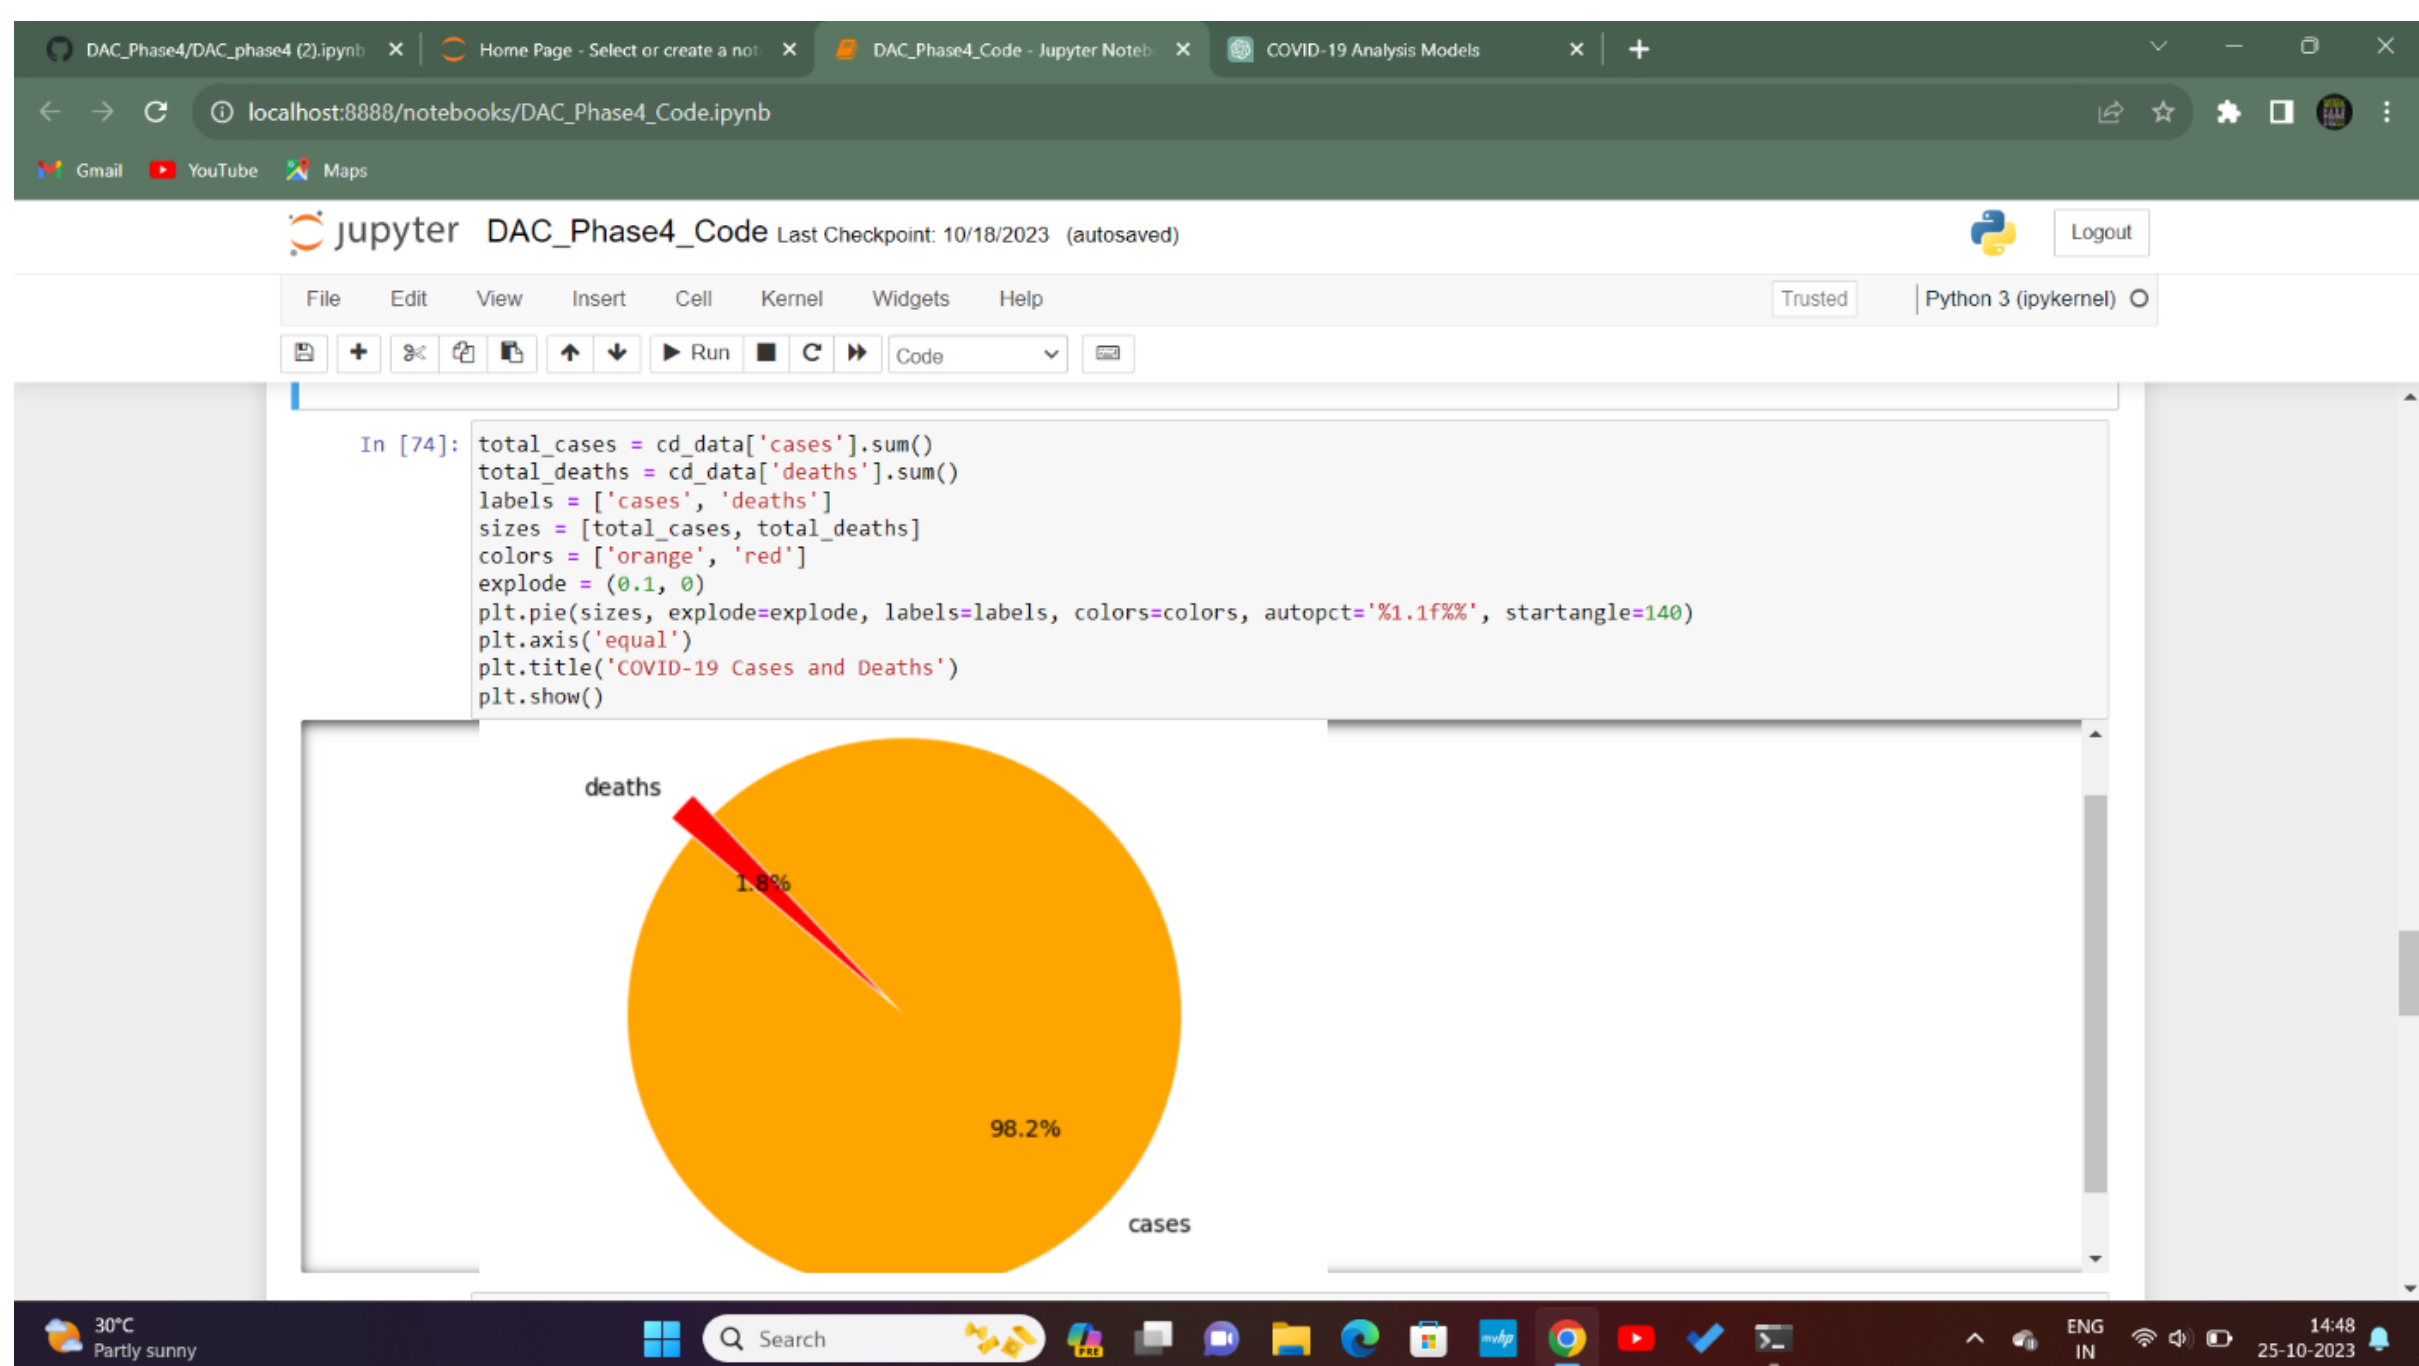 DAC_Phase4/DAC_phase4 (2).ipynb
Home Page - Select or create a not
DAC_Phase4_Code - Jupyter Noteb
COVID-19 Analysis Models
localhost:8888/notebooks/DAC_Phase4_Code.ipynb
Gmail YouTube Maps
jupyter DAC_Phase4_Code Last Checkpoint: 10/18/2023 (autosaved)
Logout
File Edit View Insert Cell Kernel Widgets Help
Trusted
Python 3 (ipykernel)
Run
Code
In [74]:
total_cases = cd_data['cases'].sum()
total_deaths = cd_data['deaths'].sum()
labels = ['cases', 'deaths']
sizes = [total_cases, total_deaths]
colors = ['orange', 'red']
explode = (0.1, 0)
plt.pie(sizes, explode=explode, labels=labels, colors=colors, autopct='%1.1f%%', startangle=140)
plt.axis('equal')
plt.title('COVID-19 Cases and Deaths')
plt.show()
deaths
1.8%
98.2%
cases
30°C
Partly sunny
Search
PRE
myhp
ENG
IN
14:48
25-10-2023